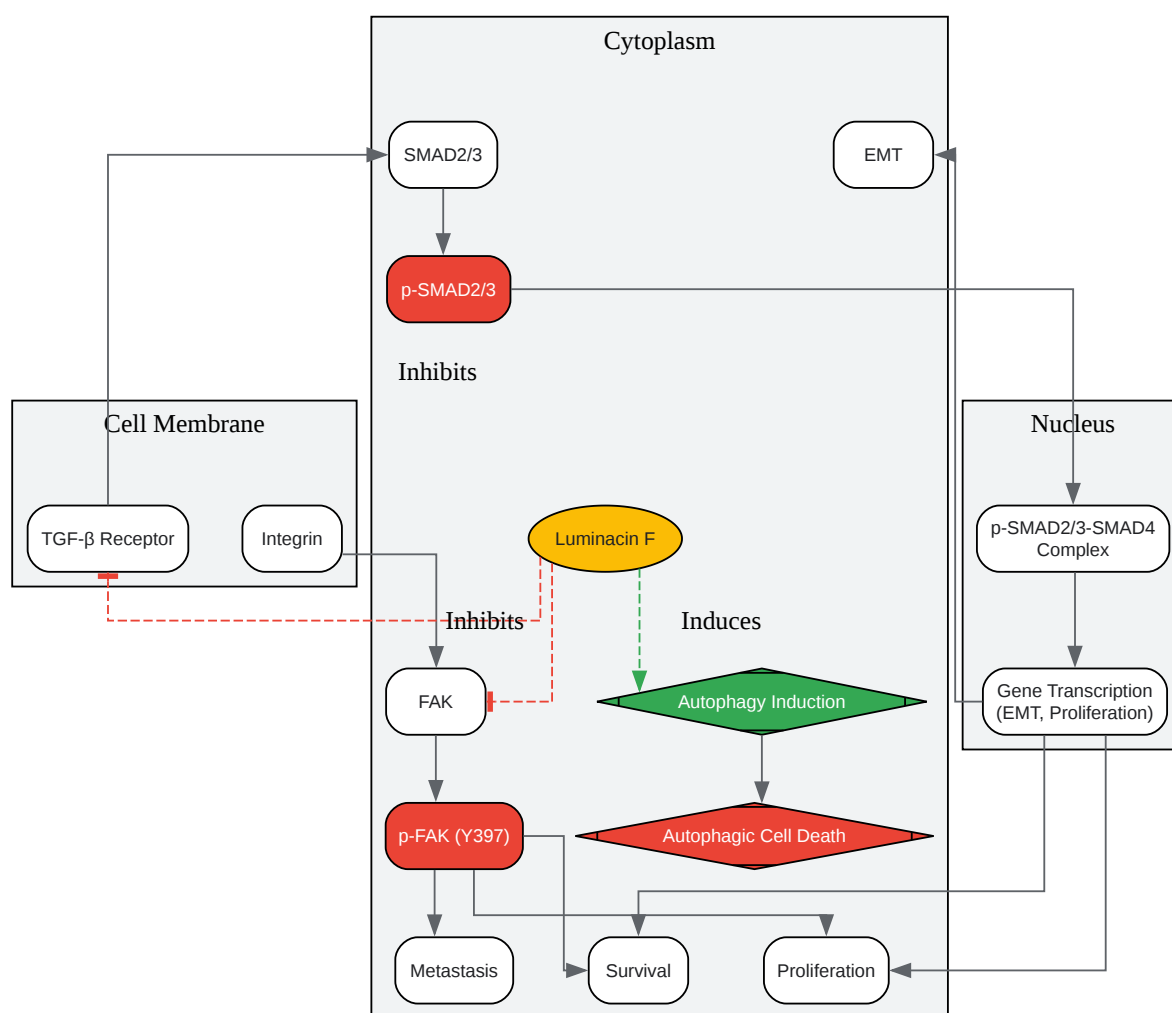 Cytoplasm
SMAD2/3
EMT
p-SMAD2/3
Inhibits
Cell Membrane
Nucleus
TGF-β Receptor
Integrin
Luminacin F
p-SMAD2/3-SMAD4
Complex
Inhibits
Induces
FAK
Autophagy Induction
Gene Transcription
(EMT, Proliferation)
p-FAK (Y397)
Autophagic Cell Death
Metastasis
Survival
Proliferation